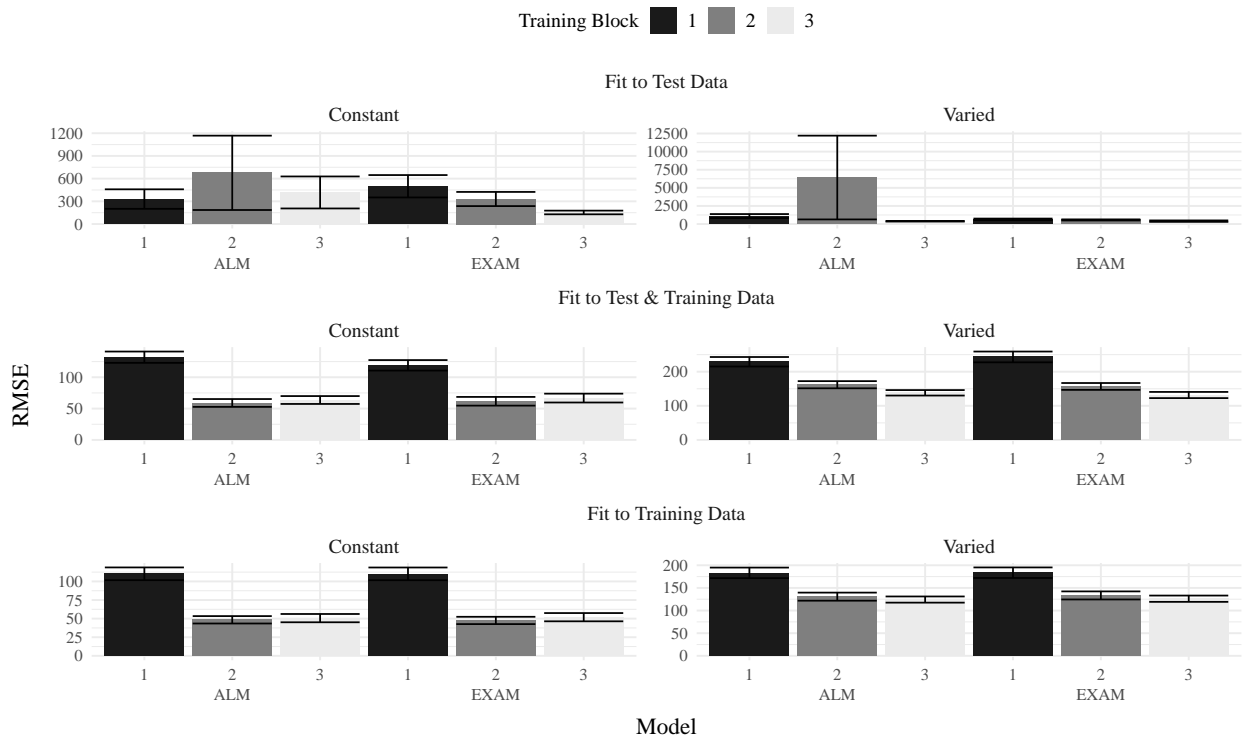 Training Block 1 2 3
Fit to Test Data
Constant Varied
1200 12500
900 10000
7500
600
5000
300
2500
0 0
1 2 3 1 2 3 1 2 3 1 2 3
ALM EXAM ALM EXAM
Fit to Test & Training Data
Constant Varied
200
100
50 100
0 0
1 2 3 1 2 3 1 2 3 1 2 3
ALM EXAM ALM EXAM
RMSE
Fit to Training Data
Constant Varied
200
100 150
75
100
50
25 50
0 0
1 2 3 1 2 3 1 2 3 1 2 3
ALM EXAM ALM EXAM
Model